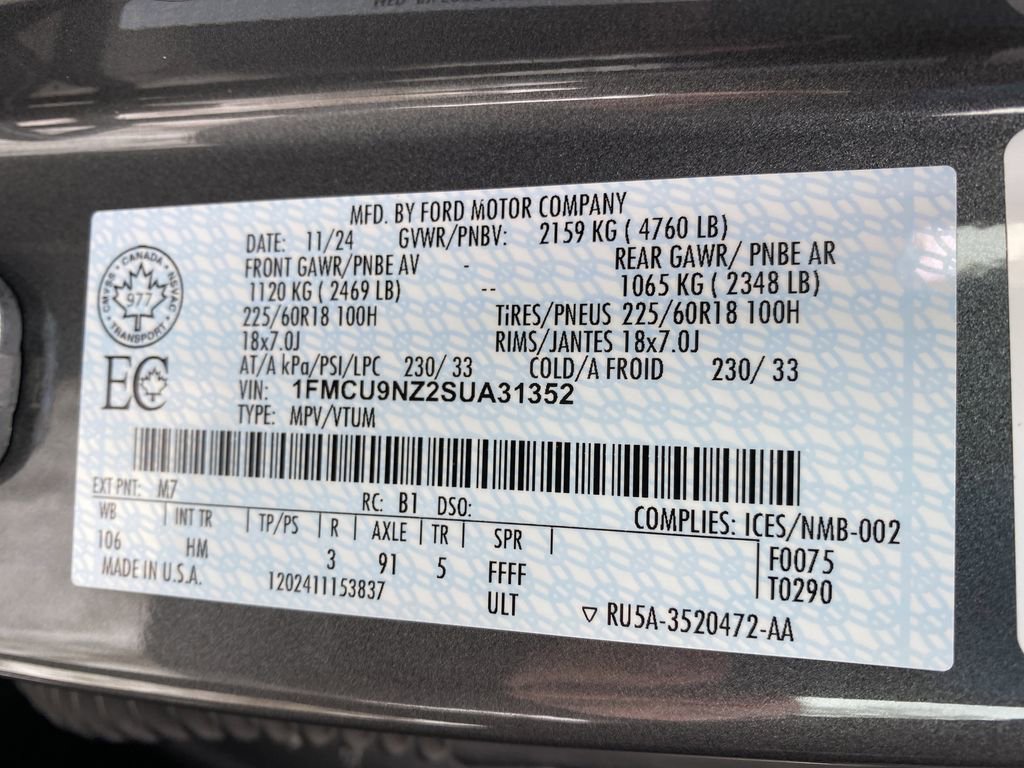 MFD. BY FORD MOTOR COMPANY
DATE: 11/24 GVWR/PNBV: 2159 KG ( 4760 LB)
FRONT GAWR/PNBE AV - REAR GAWR/ PNBE AR
1120 KG ( 2469 LB) -- 1065 KG ( 2348 LB)
225/60R18 100H TIRES/PNEUS 225/60R18 100H
18x7.0J RIMS/JANTES 18x7.0J
AT/A kPa/PSI/LPC 230/ 33 COLD/A FROID 230/ 33
VIN: 1FMCU9NZ2SUA31352
TYPE: MPV/VTUM
CANADA
CMVSS NSVAC
977
TRANSPORT
EC
EXT PNT: M7 RC: B1 DSO:
COMPLIES: ICES/NMB-002
WB | INT TR | TP/PS | R | AXLE | TR | SPR |
106 HM 3 91 5 FFFF
F0075
T0290
MADE IN U.S.A. 1202411153837 ULT
▽ RU5A-3520472-AA